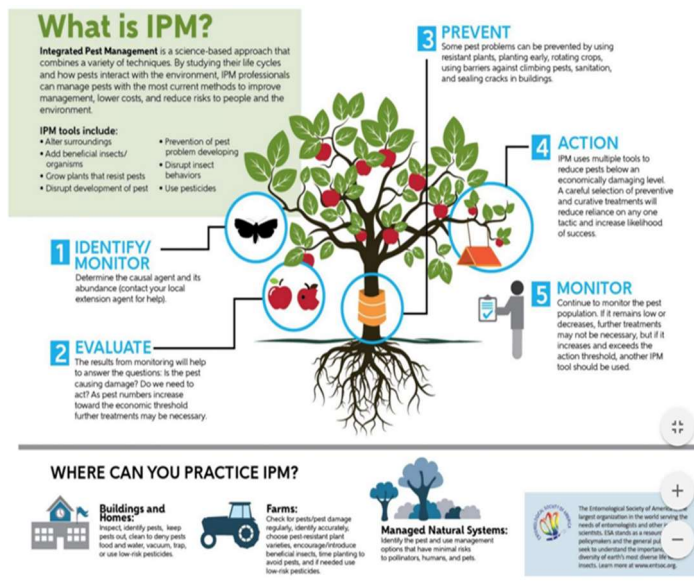 What is IPM?
Integrated Pest Management is a science-based approach that
combines a variety of techniques. By studying their life cycles
and how pests interact with the environment, IPM professionals
can manage pests with the most current methods to improve
management, lower costs, and reduce risks to people and the
environment.
IPM tools include:
• Alter surroundings
• Add beneficial insects/
organisms
• Grow plants that resist pests
• Disrupt development of pest
• Prevention of pest
problem developing
• Disrupt insect
behaviors
• Use pesticides
1 IDENTIFY/
MONITOR
Determine the causal agent and its
abundance (contact your local
extension agent for help).
2 EVALUATE
The results from monitoring will help
to answer the questions: Is the pest
causing damage? Do we need to
act? As pest numbers increase
toward the economic threshold
further treatments may be necessary.
3 PREVENT
Some pest problems can be prevented by using
resistant plants, planting early, rotating crops,
using barriers against climbing pests, sanitation,
and sealing cracks in buildings.
4 ACTION
IPM uses multiple tools to
reduce pests below an
economically damaging level.
A careful selection of preventive
and curative treatments will
reduce reliance on any one
tactic and increase likelihood
of success.
5 MONITOR
Continue to monitor the pest
population. If it remains low or
decreases, further treatments
may not be necessary, but if it
increases and exceeds the
action threshold, another IPM
tool should be used.
WHERE CAN YOU PRACTICE IPM?
Buildings and
Homes:
Inspect, identify pests, keep
pests out, clean to deny pests
food and water, vacuum, trap,
or use low-risk pesticides.
Farms:
Check for pests/pest damage
regularly, identify accurately,
choose pest-resistant plant
varieties, encourage/introduce
beneficial insects, time planting to
avoid pests, and if needed use
low-risk pesticides.
Managed Natural Systems:
Identify the pest and use management
options that have minimal risks
to pollinators, humans, and pets.
The Entomological Society of
largest organization in the world serving the
needs of entomologists and other
scientists. ESA stands as a
policymakers and the general
seek to understand the
diversity of earth's most diverse
insects. Learn more at www.entsoc.org.